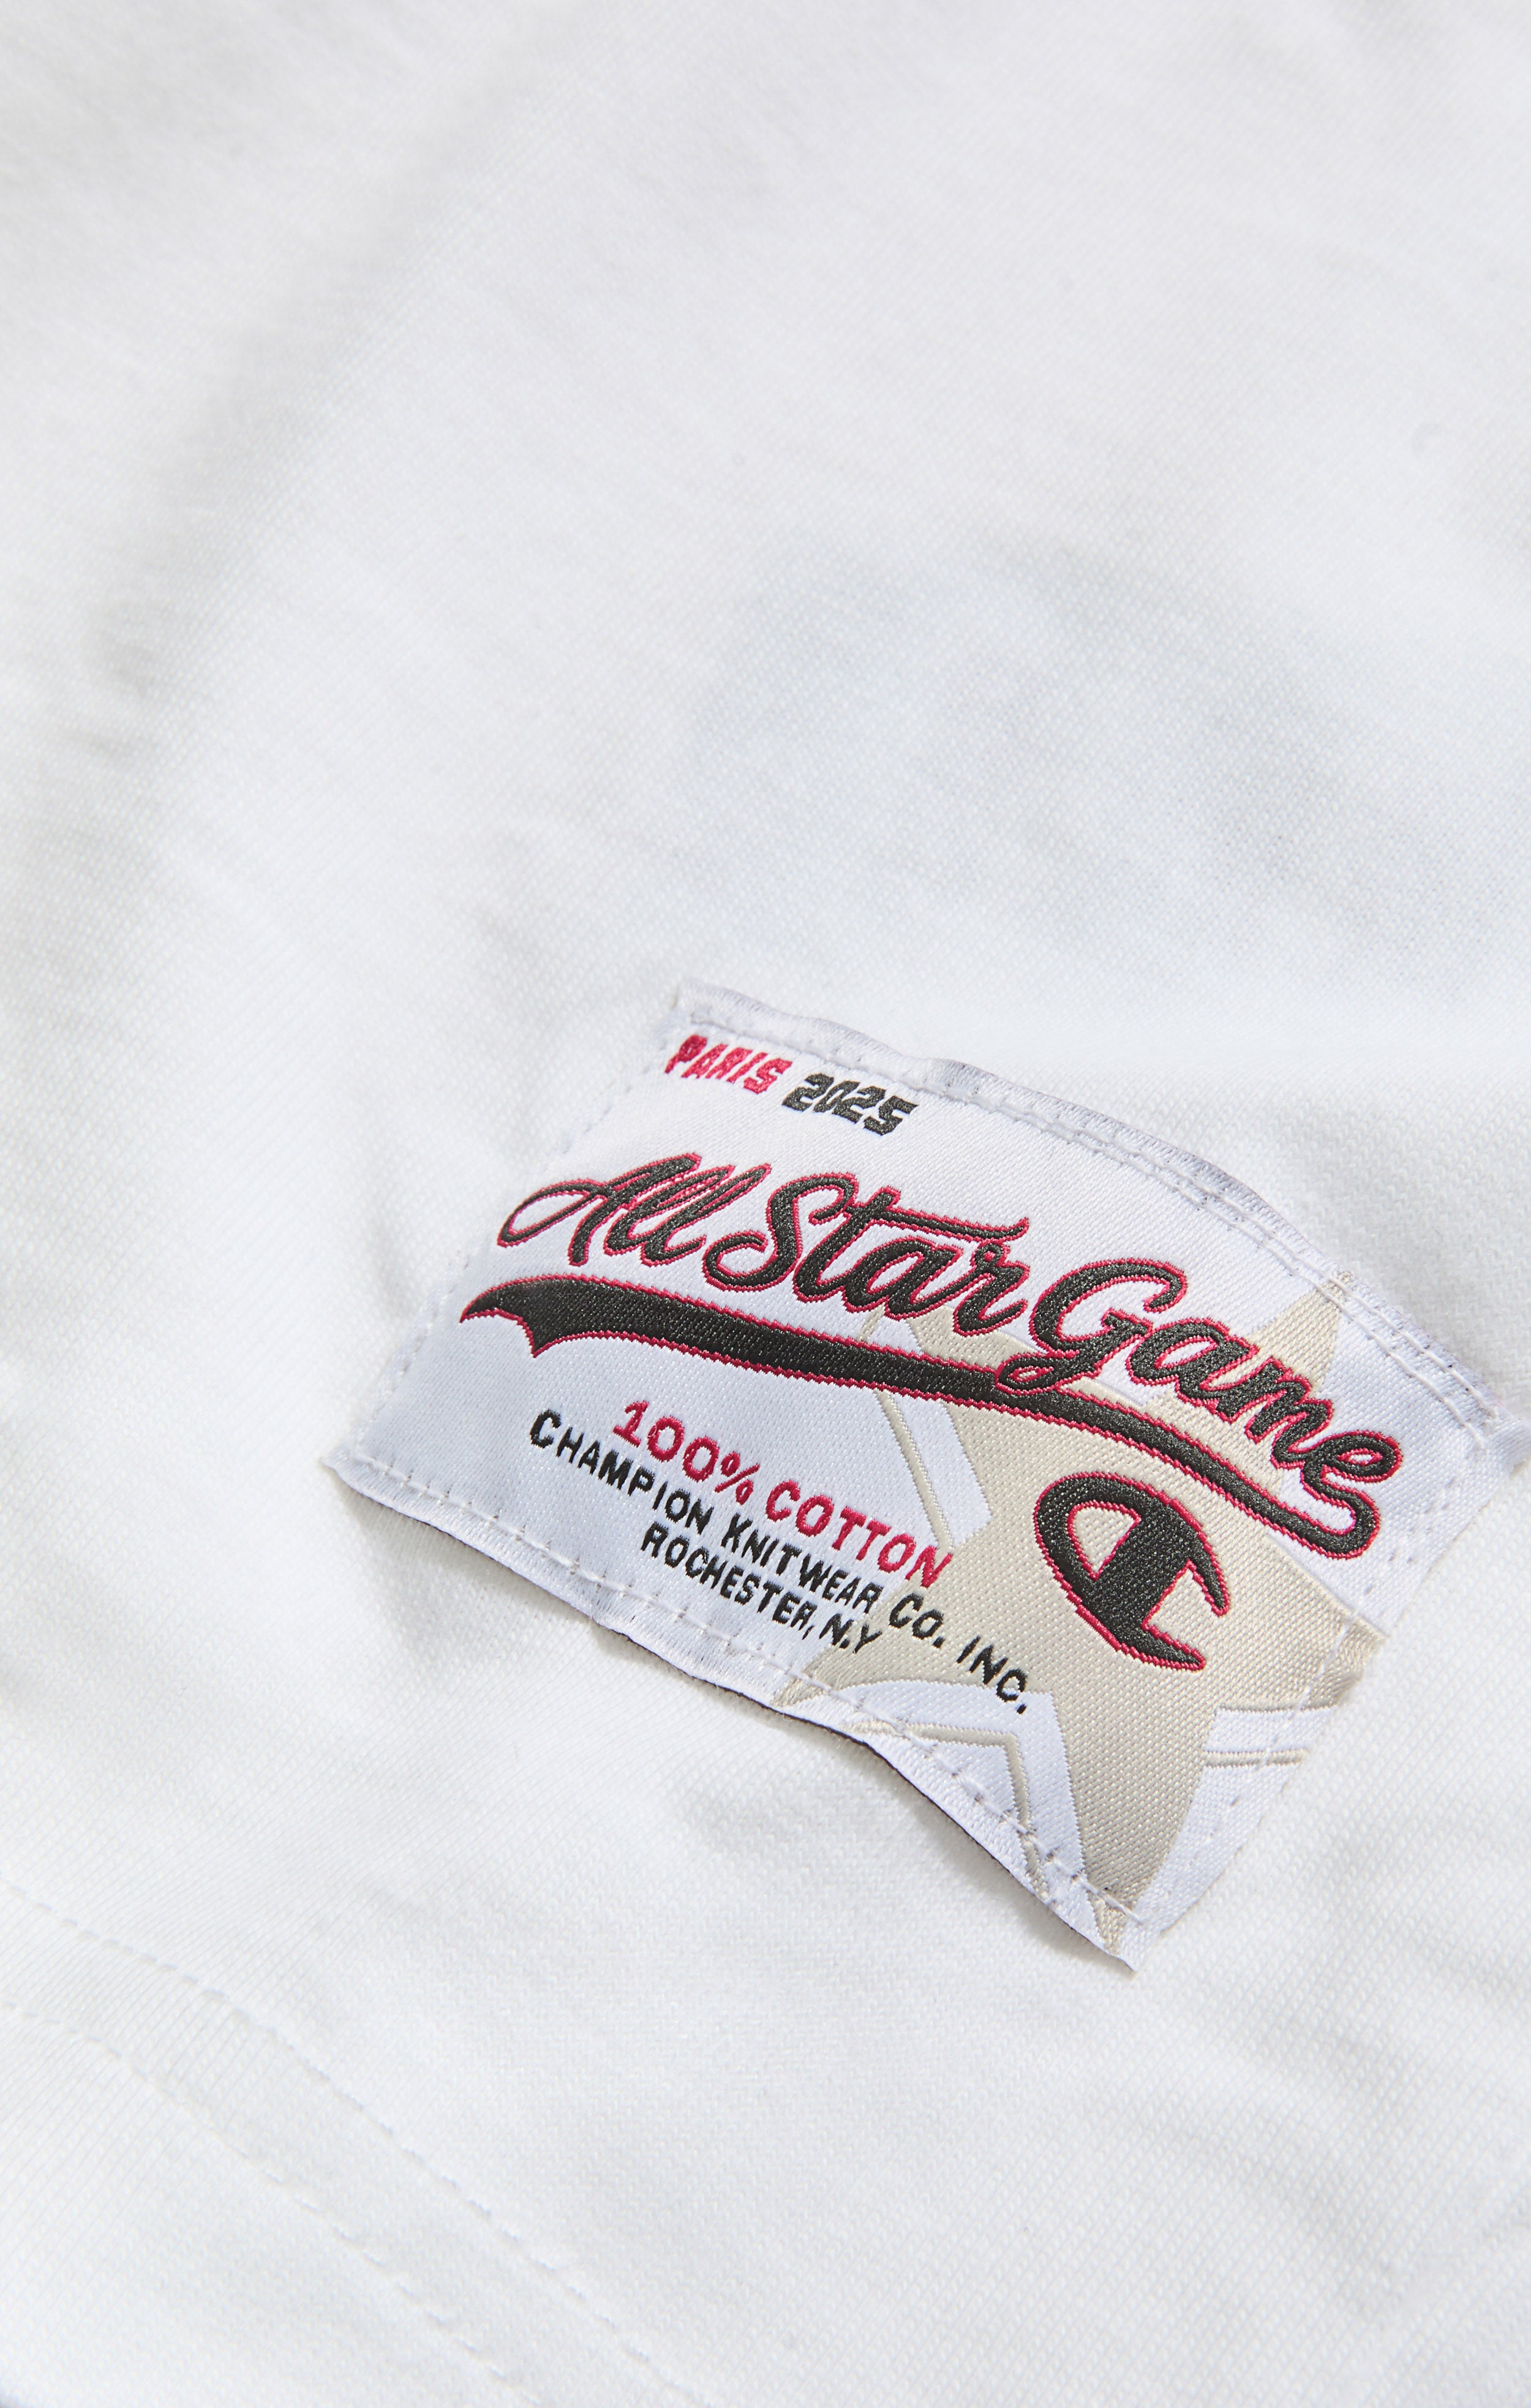 PARIS 2025
All Star Game
100% COTTON
CHAMPION KNITWEAR CO. INC.
ROCHESTER, N.Y